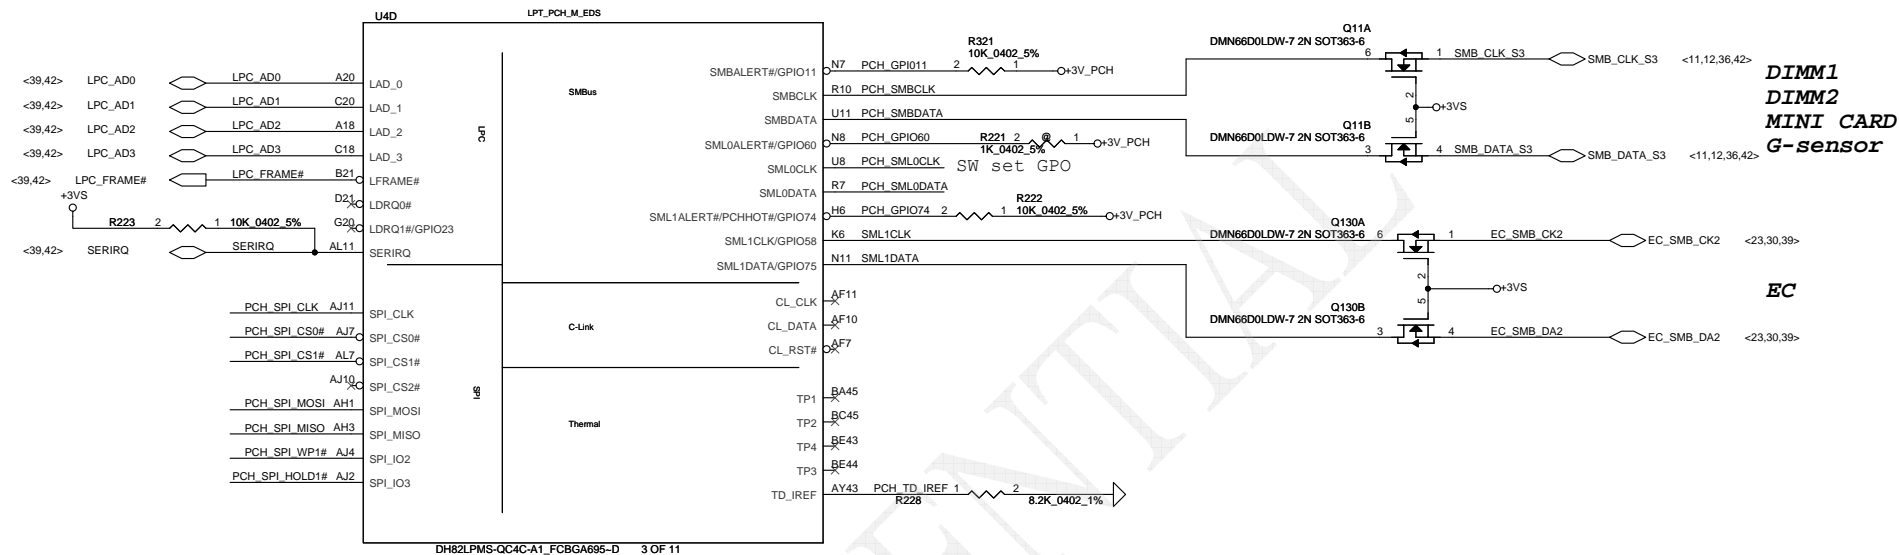 U4D
LPT_PCH_M_EDS
<39,42> LPC_AD0 LPC_AD0 A20 LAD_0
<39,42> LPC_AD1 LPC_AD1 C20 LAD_1
<39,42> LPC_AD2 LPC_AD2 A18 LAD_2
<39,42> LPC_AD3 LPC_AD3 C18 LAD_3
<39,42> LPC_FRAME# LPC_FRAME# B21 LFRAME#
+3VS
D21 LDRQ0#
R223 2 1 10K_0402_5% G20 LDRQ1#/GPIO23
<39,42> SERIRQ SERIRQ AL11 SERIRQ
PCH_SPI_CLK AJ11 SPI_CLK
PCH_SPI_CS0# AJ7 SPI_CS0#
PCH_SPI_CS1# AL7 SPI_CS1#
AJ10 SPI_CS2#
PCH_SPI_MOSI AH1 SPI_MOSI
PCH_SPI_MISO AH3 SPI_MISO
PCH_SPI_WP1# AJ4 SPI_IO2
PCH_SPI_HOLD1# AJ2 SPI_IO3
LPC
SPI
SMBus
C-Link
Thermal
R321
10K_0402_5%
SMBALERT#/GPIO11 N7 PCH_GPI011 2 1 +3V_PCH
SMBCLK R10 PCH_SMBCLK
SMBDATA U11 PCH_SMBDATA
SML0ALERT#/GPIO60 N8 PCH_GPIO60 R221 2 @ 1 +3V_PCH
1K_0402_5%
SML0CLK U8 PCH_SML0CLK SW set GPO
SML0DATA R7 PCH_SML0DATA
R222
SML1ALERT#/PCHHOT#/GPIO74 H6 PCH_GPIO74 2 1 10K_0402_5% +3V_PCH
SML1CLK/GPIO58 K6 SML1CLK
SML1DATA/GPIO75 N11 SML1DATA
CL_CLK AF11
CL_DATA AF10
CL_RST# AF7
TP1 BA45
TP2 BC45
TP4 BE43
TP3 BE44
TD_IREF AY43 PCH_TD_IREF 1 2
R228 8.2K_0402_1%
DH82LPMS-QC4C-A1_FCBGA695~D 3 OF 11
Q11A
DMN66D0LDW-7 2N SOT363-6
6 1 SMB_CLK_S3 SMB_CLK_S3 <11,12,36,42>
2
+3VS
5
Q11B
DMN66D0LDW-7 2N SOT363-6
3 4 SMB_DATA_S3 SMB_DATA_S3 <11,12,36,42>
DIMM1
DIMM2
MINI CARD
G-sensor
Q130A
DMN66D0LDW-7 2N SOT363-6
6 1 EC_SMB_CK2 EC_SMB_CK2 <23,30,39>
2
+3VS
5
Q130B
DMN66D0LDW-7 2N SOT363-6
3 4 EC_SMB_DA2 EC_SMB_DA2 <23,30,39>
EC
ENTIAL